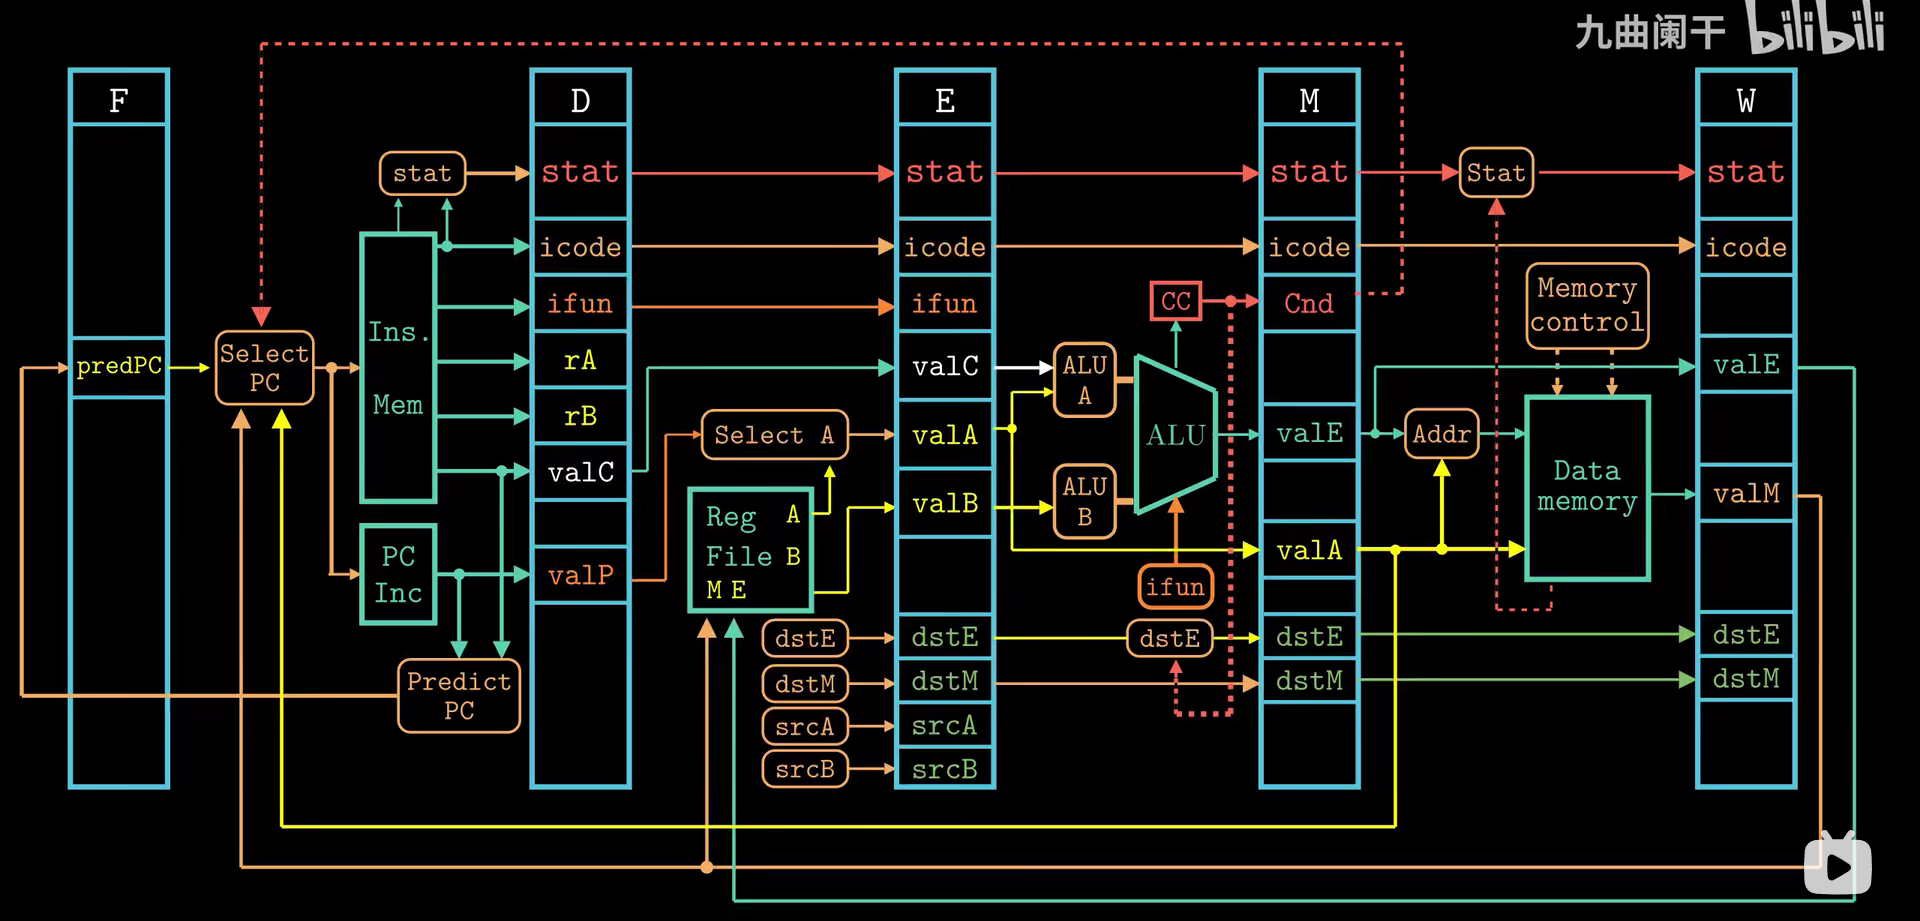 九曲阑干 bilibili
F
D
E
M
W
stat
stat
stat
stat
Stat
stat
icode
icode
icode
icode
Memory
control
ifun
ifun
CC
Cnd
Ins.
Mem
predPC
Select
PC
rA
valC
ALU
A
valE
rB
Select A
valA
ALU
valE
Addr
valC
Data
memory
valM
Reg
File
A
B
M E
valB
ALU
B
PC
Inc
valP
valA
ifun
dstE
dstE
dstE
dstE
dstE
dstM
dstM
dstM
dstM
Predict
PC
srcA
srcA
srcB
srcB